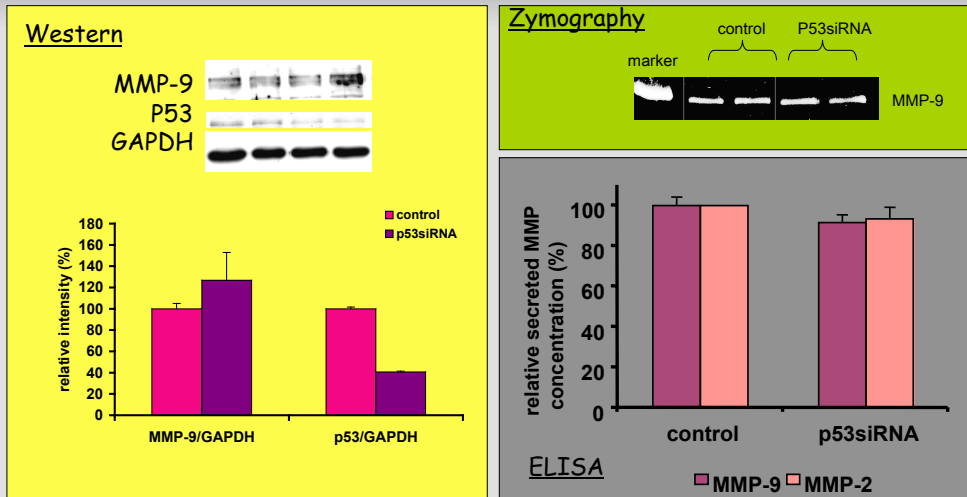 Western
MMP-9
P53
GAPDH
control
p53siRNA
relative intensity (%)
180
160
140
120
100
80
60
40
20
0
MMP-9/GAPDH
p53/GAPDH
Zymography
control
P53siRNA
marker
MMP-9
relative secreted MMP
concentration (%)
100
80
60
40
20
0
control
p53siRNA
ELISA
MMP-9
MMP-2